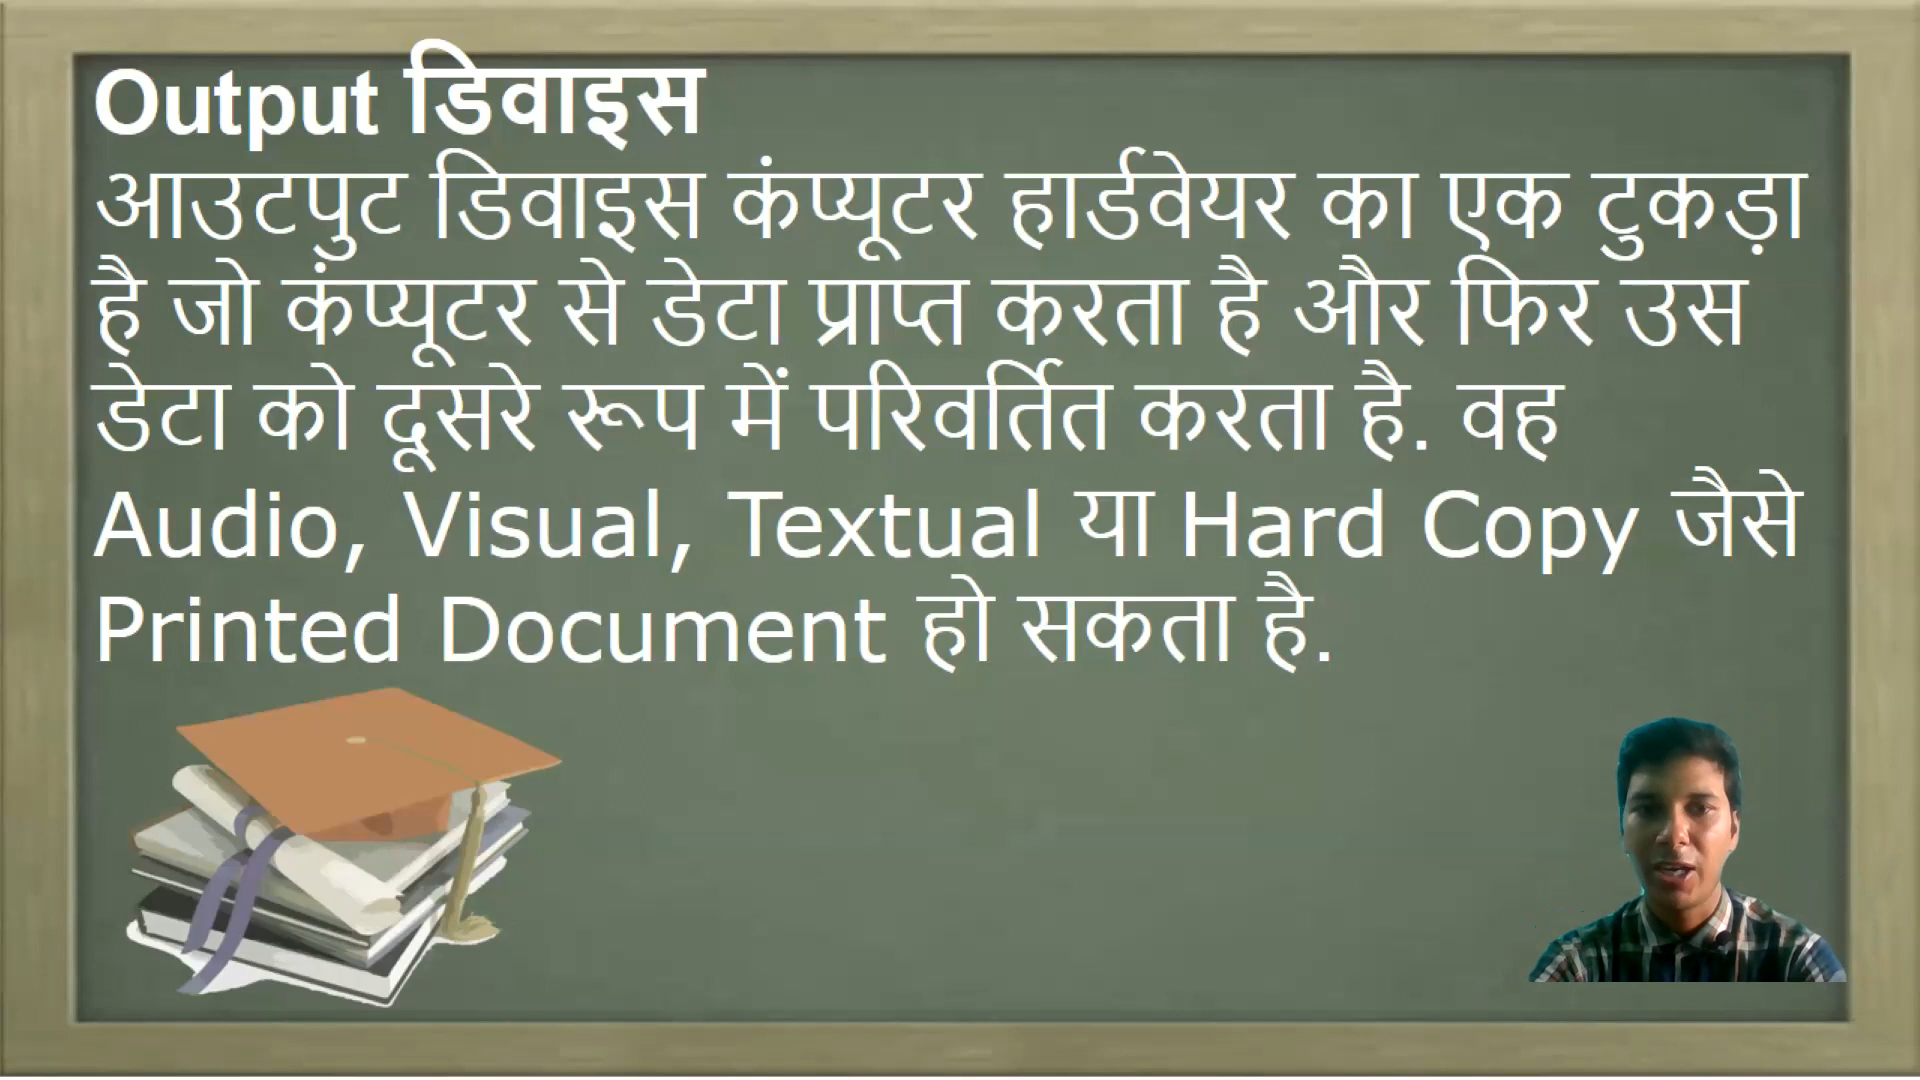 Output डिवाइस
आउटपुट डिवाइस कंप्यूटर हार्डवेयर का एक टुकड़ा
है जो कंप्यूटर से डेटा प्राप्त करता है और फिर उस
डेटा को दूसरे रूप में परिवर्तित करता है. वह
Audio, Visual, Textual या Hard Copy जैसे
Printed Document हो सकता है.